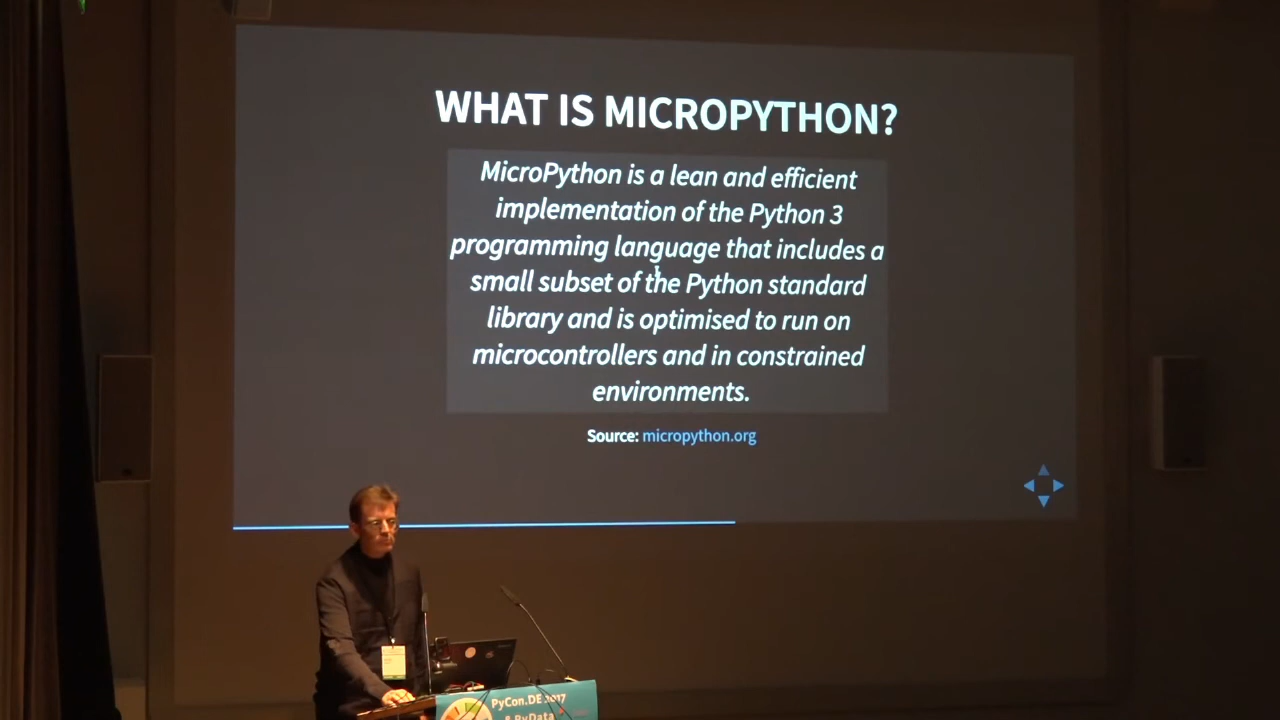 WHAT IS MICROPYTHON?
MicroPython is a lean and efficient
implementation of the Python 3
programming language that includes a
small subset of the Python standard
library and is optimised to run on
microcontrollers and in constrained
environments.
Source: micropython.org
PyCon.DE 2017
& PyData